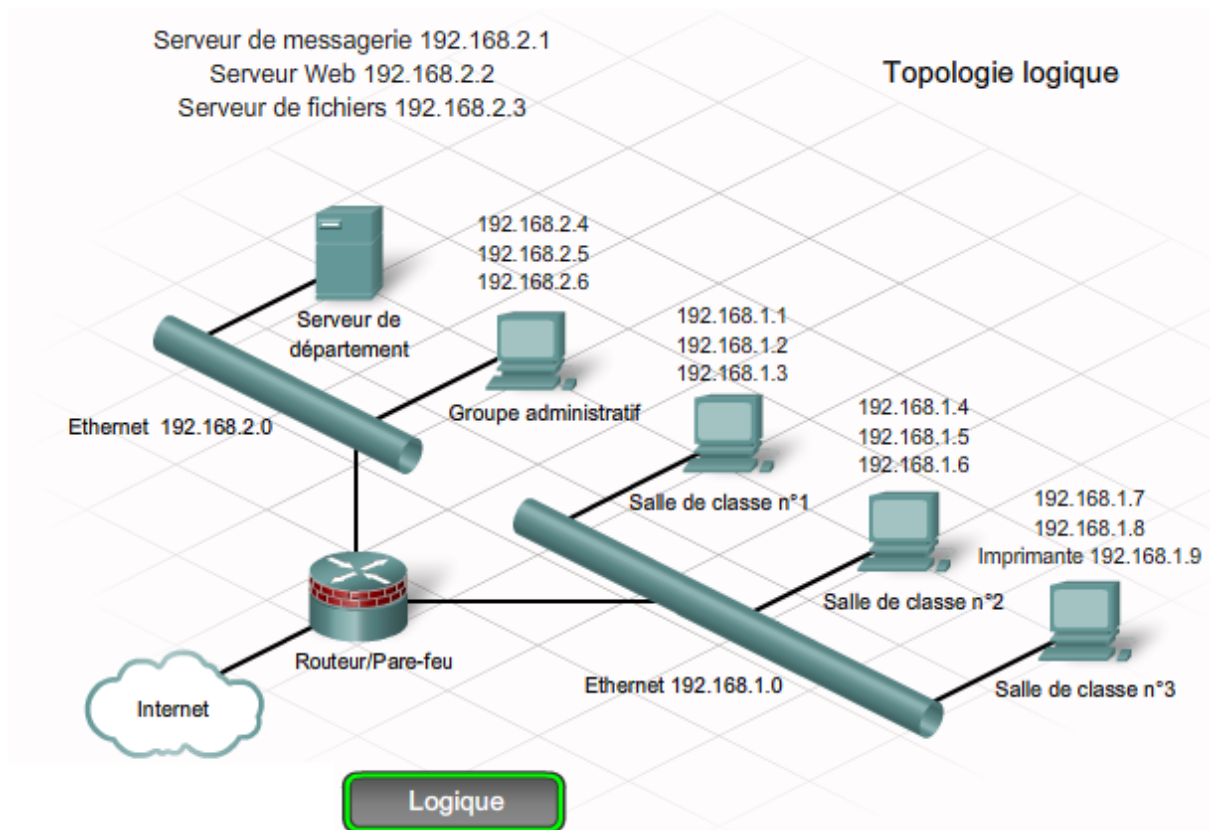 Serveur de messagerie 192.168.2.1
Serveur Web 192.168.2.2
Serveur de fichiers 192.168.2.3
Topologie logique
192.168.2.4
192.168.2.5
192.168.2.6
Serveur de
département
192.168.1.1
192.168.1.2
192.168.1.3
Groupe administratif
Ethernet 192.168.2.0
192.168.1.4
192.168.1.5
192.168.1.6
Salle de classe n°1
192.168.1.7
192.168.1.8
Imprimante 192.168.1.9
Salle de classe n°2
Routeur/Pare-feu
Ethernet 192.168.1.0
Salle de classe n°3
Internet
Logique